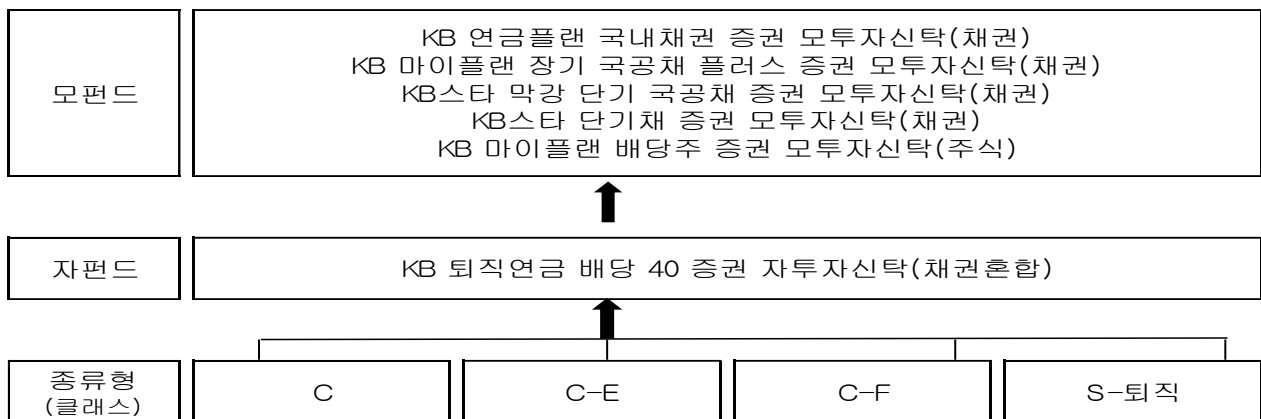 모펀드
KB 연금플랜 국내채권 증권 모투자신탁(채권)
KB 마이플랜 장기 국공채 플러스 증권 모투자신탁(채권)
KB스타 막강 단기 국공채 증권 모투자신탁(채권)
KB스타 단기채 증권 모투자신탁(채권)
KB 마이플랜 배당주 증권 모투자신탁(주식)
자펀드
KB 퇴직연금 배당 40 증권 자투자신탁(채권혼합)
종류형
(클래스)
C
C-E
C-F
S-퇴직